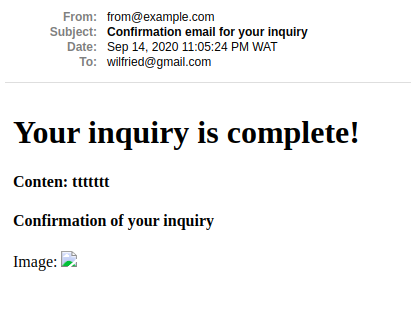 From: from@example.com
Subject: Confirmation email for your inquiry
Date: Sep 14, 2020 11:05:24 PM WAT
To: wilfried@gmail.com
Your inquiry is complete!
Conten: ttttttt
Confirmation of your inquiry
Image: